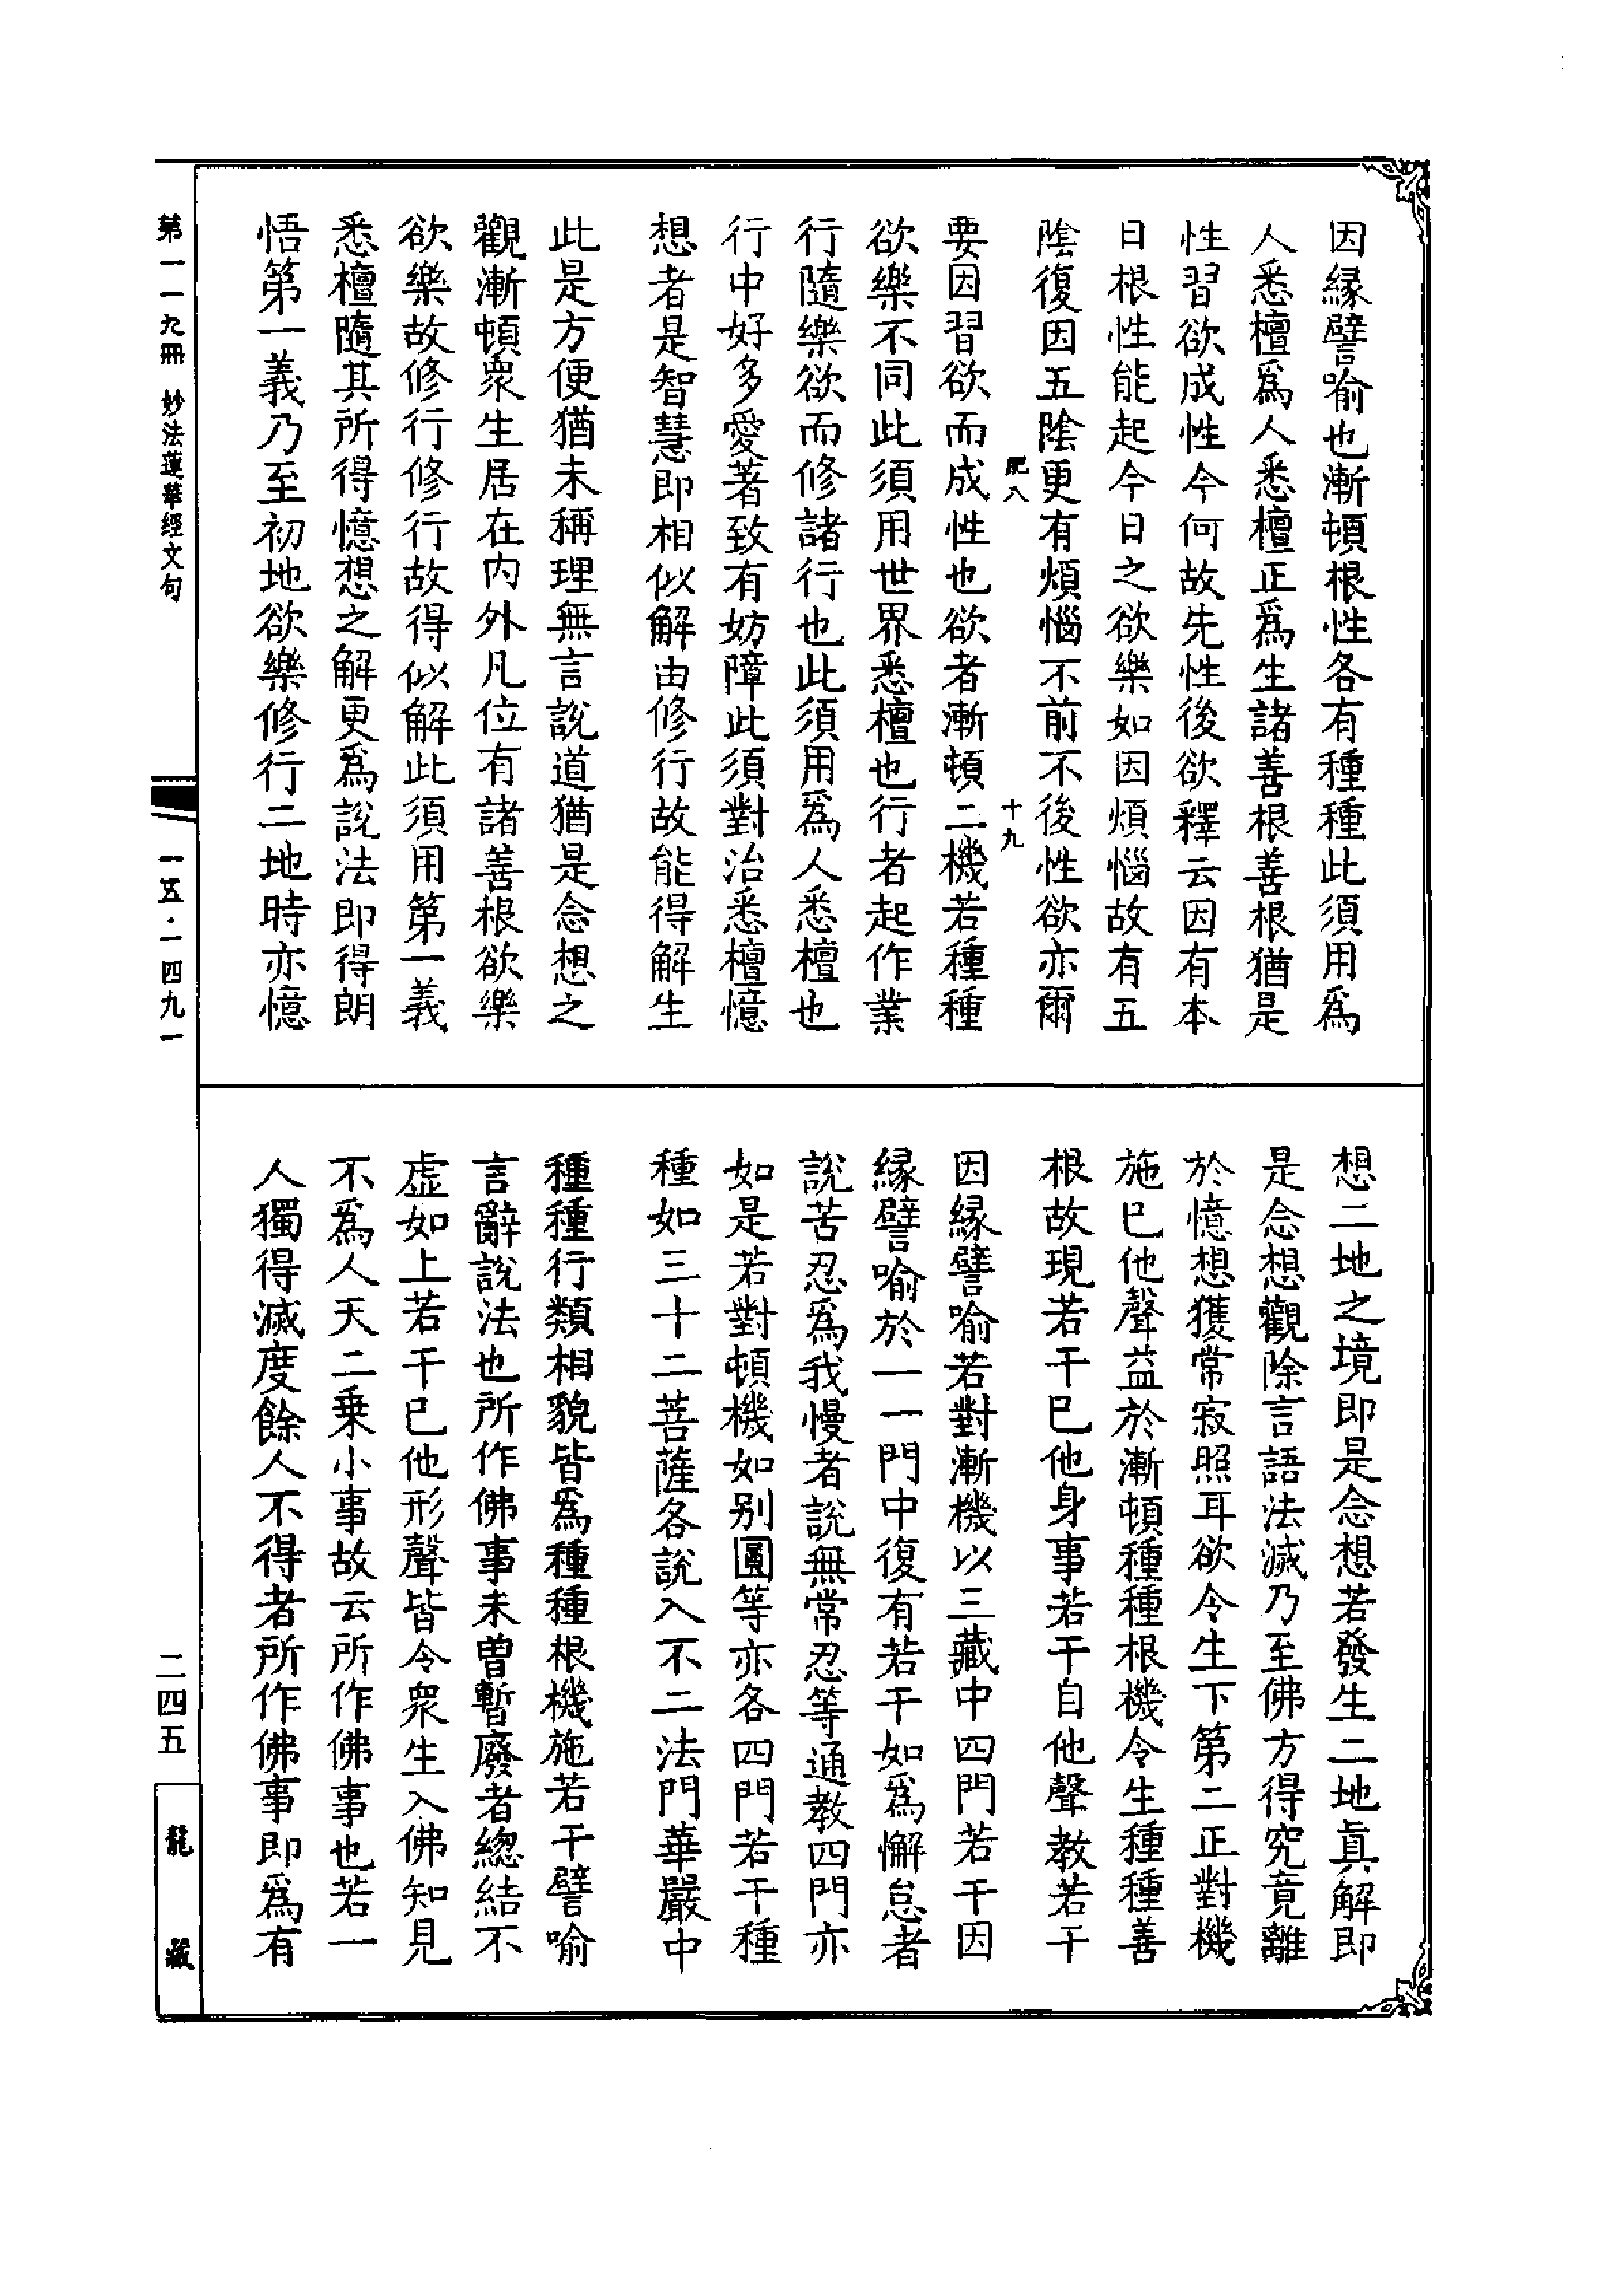 因緣譬喻也漸頓根性各有種種此須用爲
人悉檀爲人悉檀正爲生諸善根善根猶是
性習欲成性今何故先性後欲釋云因有本
日根性能起今日之欲樂如因煩惱故有五
陰復因五陰更有煩惱不前不後性欲亦爾
肥八 十九
要因習欲而成性也欲者漸頓二機若種種
欲樂不同此須用世界悉檀也行者起作業
行隨樂欲而修諸行也此須用爲人悉檀也
行中好多愛著致有妨障此須對治悉檀憶
想者是智慧即相似解由修行故能得解生
此是方便猶未稱理無言說道猶是念想之
觀漸頓衆生居在內外凡位有諸善根欲樂
欲樂故修行修行故得似解此須用第一義
悉檀隨其所得憶想之解更爲說法即得朗
悟第一義乃至初地欲樂修行二地時亦憶
想二地之境即是念想若發生二地眞解即
是念想觀除言語法滅乃至佛方得究竟離
於憶想獲常寂照耳欲令生下第二正對機
施已他聲益於漸頓種種根機令生種種善
根故現若干已他身事若干自他聲教若干
因緣譬喻若對漸機以三藏中四門若干因
緣譬喻於一一門中復有若干如爲懈怠者
說苦忍爲我慢者說無常忍等通教四門亦
如是若對頓機如別圓等亦各四門若干種
種如三十二菩薩各說入不二法門華嚴中
種種行類相貌皆爲種種根機施若干譬喻
言辭說法也所作佛事未曾暫廢者總結不
虛如上若干已他形聲皆令衆生入佛知見
不爲人天二乘小事故云所作佛事也若一
人獨得滅度餘人不得者所作佛事即爲有
第一一九冊 妙法蓮華經文句
一五·一四九一
二四五
龍藏